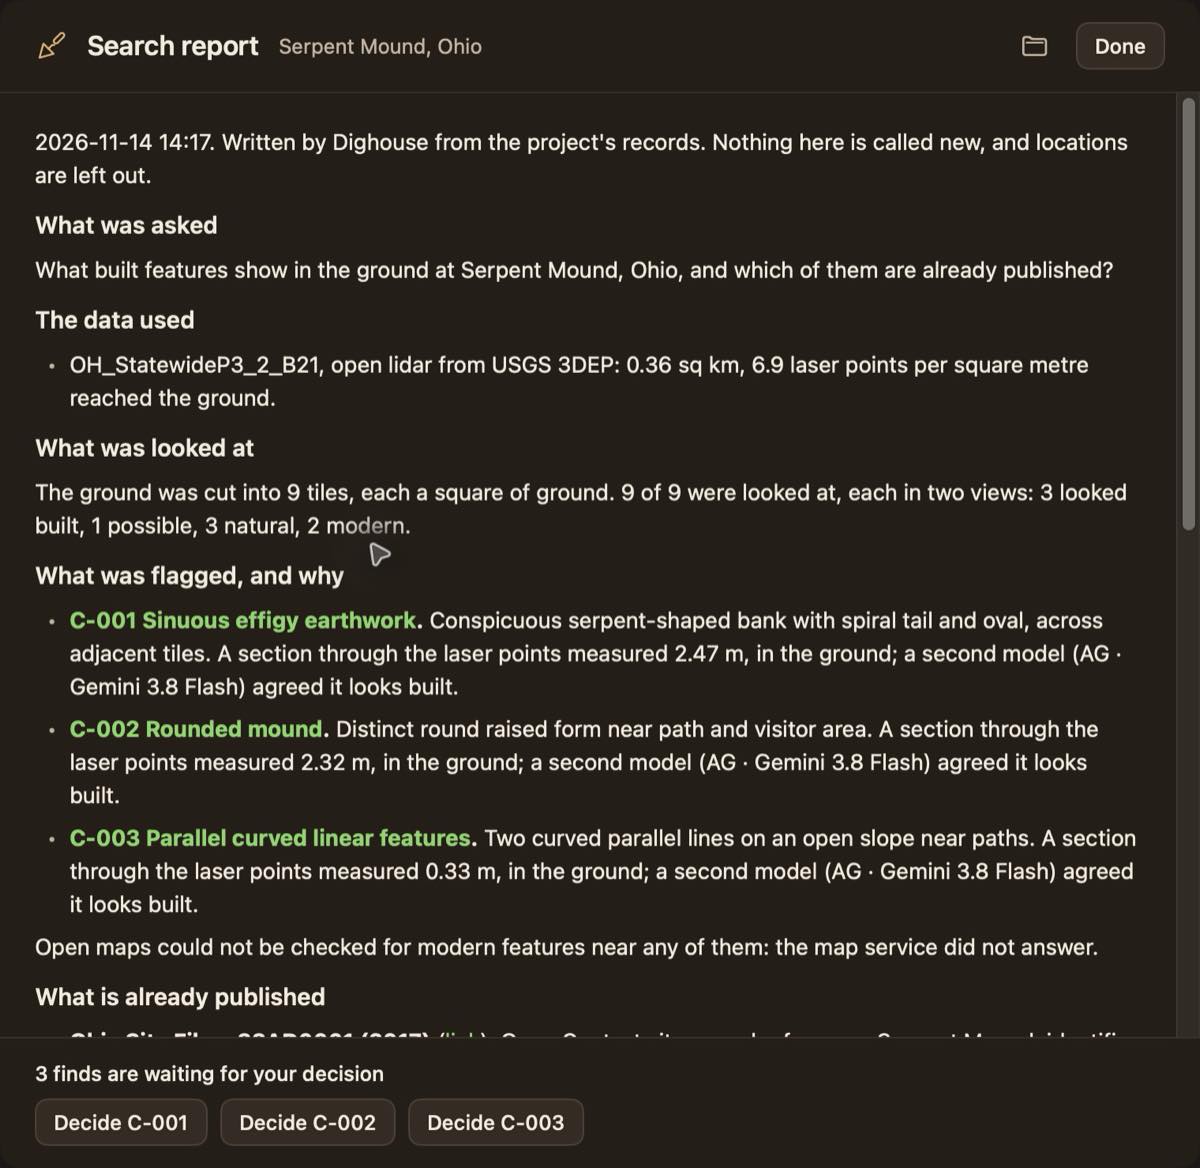 Search report Serpent Mound, Ohio Done
2026-11-14 14:17. Written by Dighouse from the project's records. Nothing here is called new, and locations
are left out.
What was asked
What built features show in the ground at Serpent Mound, Ohio, and which of them are already published?
The data used
• OH_StatewideP3_2_B21, open lidar from USGS 3DEP: 0.36 sq km, 6.9 laser points per square metre
reached the ground.
What was looked at
The ground was cut into 9 tiles, each a square of ground. 9 of 9 were looked at, each in two views: 3 looked
built, 1 possible, 3 natural, 2 modern.
What was flagged, and why
• C-001 Sinuous effigy earthwork. Conspicuous serpent-shaped bank with spiral tail and oval, across
adjacent tiles. A section through the laser points measured 2.47 m, in the ground; a second model (AG ·
Gemini 3.8 Flash) agreed it looks built.
• C-002 Rounded mound. Distinct round raised form near path and visitor area. A section through the
laser points measured 2.32 m, in the ground; a second model (AG · Gemini 3.8 Flash) agreed it looks
built.
• C-003 Parallel curved linear features. Two curved parallel lines on an open slope near paths. A section
through the laser points measured 0.33 m, in the ground; a second model (AG · Gemini 3.8 Flash) agreed
it looks built.
Open maps could not be checked for modern features near any of them: the map service did not answer.
What is already published
3 finds are waiting for your decision
Decide C-001 Decide C-002 Decide C-003